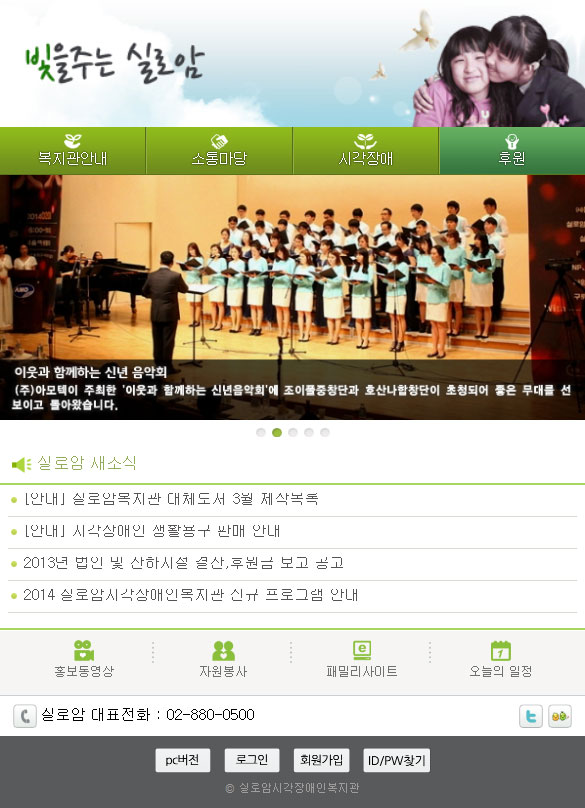 빛을주는 실로암
복지관안내
소통마당
시각장애
후원
이웃과 함께하는 신년 음악회
(주)아모텍이 주최한 '이웃과 함께하는 신년음악회'에 조이풀중창단과 호산나합창단이 초청되어 좋은 무대를 선
보이고 돌아왔습니다.
실로암 새소식
[안내] 실로암복지관 대체도서 3월 제작목록
[안내] 시각장애인 생활용구 판매 안내
2013년 법인 및 산하시설 결산,후원금 보고 공고
2014 실로암시각장애인복지관 신규 프로그램 안내
홍보동영상
자원봉사
패밀리사이트
오늘의 일정
실로암 대표전화 : 02-880-0500
pc버전
로그인
회원가입
ID/PW찾기
© 실로암시각장애인복지관